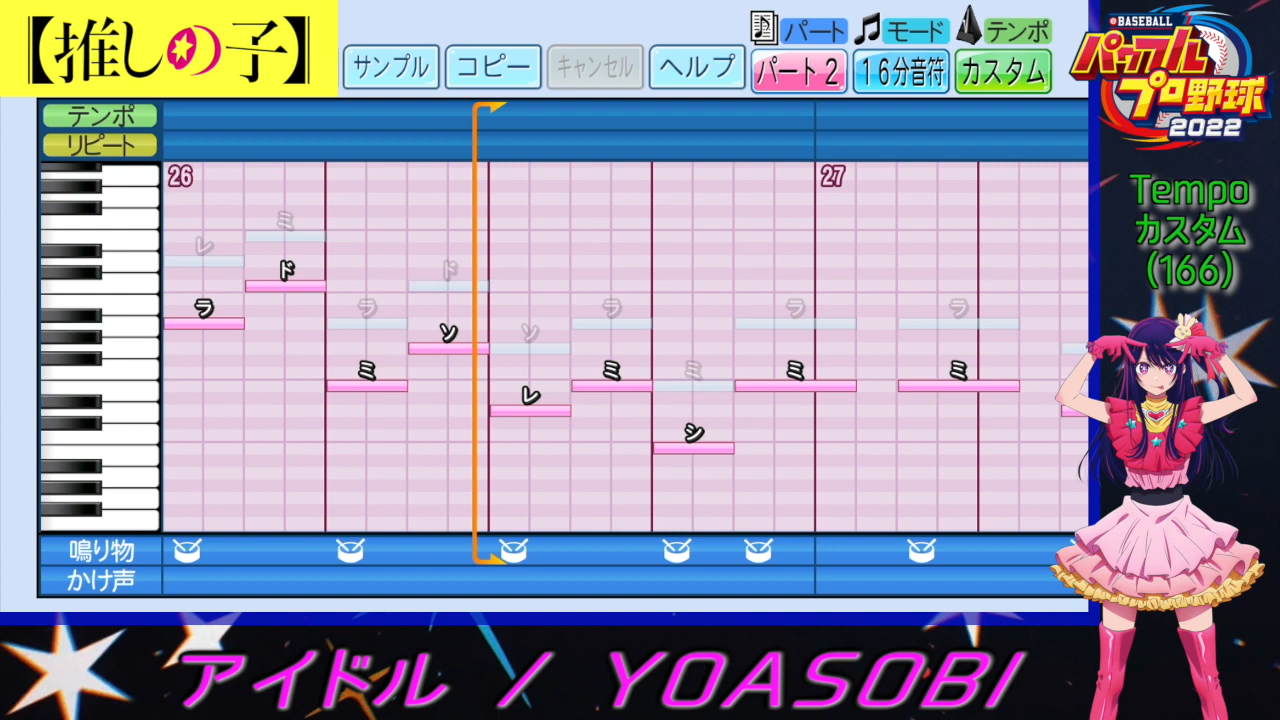 【推しの子】
パート モード テンポ
サンプル コピー キャンセル ヘルプ パート2 16分音符 カスタム
eBASEBALL
パワフル
プロ野球
2022
テンポ
リピート
26 27
ミ
レ
ド ド
ラ ラ ラ ラ ラ
ソ ソ
ミ ミ ミ ミ ミ
レ
シ
鳴り物
かけ声
Tempo
カスタム
(166)
アイドル / YOASOBI